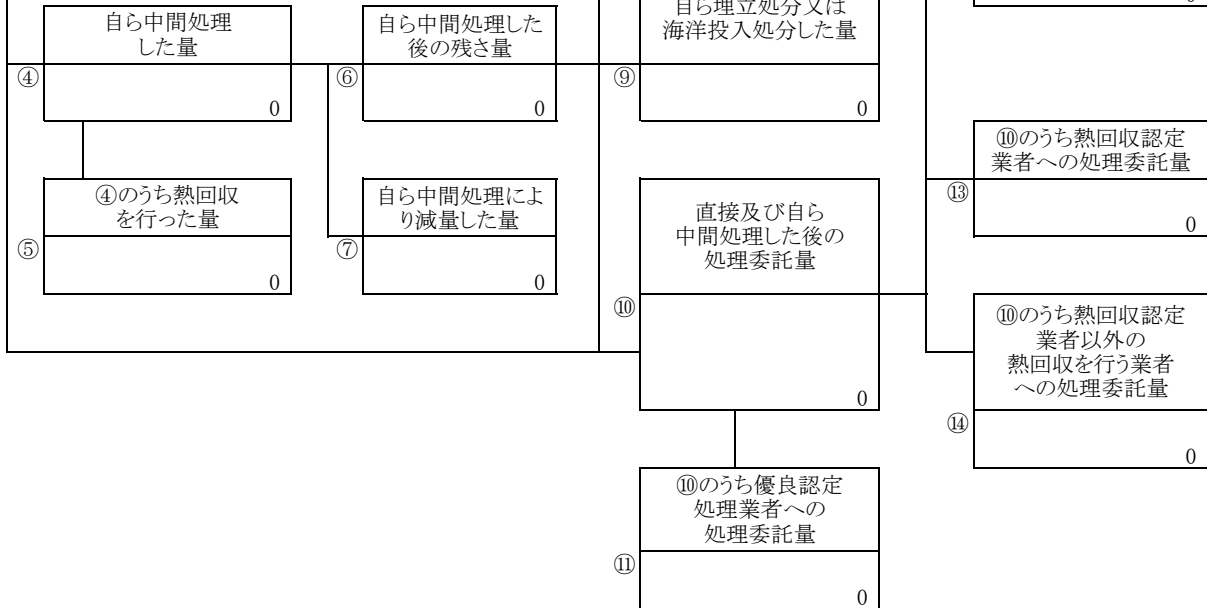 自ら中間処理
した量
④
0
自ら中間処理した
後の残さ量
⑥
0
自ら埋立処分又は
海洋投入処分した量
⑨
0
④のうち熱回収
を行った量
⑤
0
自ら中間処理によ
り減量した量
⑦
0
直接及び自ら
中間処理した後の
処理委託量
⑩
0
⑩のうち優良認定
処理業者への
処理委託量
⑪
0
⑩のうち熱回収認定
業者への処理委託量
⑬
0
⑩のうち熱回収認定
業者以外の
熱回収を行う業者
への処理委託量
⑭
0